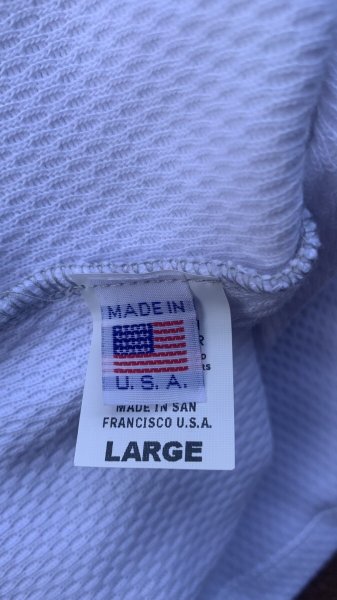 MADE IN
U. S. A.
MADE IN SAN
FRANCISCO U.S.A.
LARGE